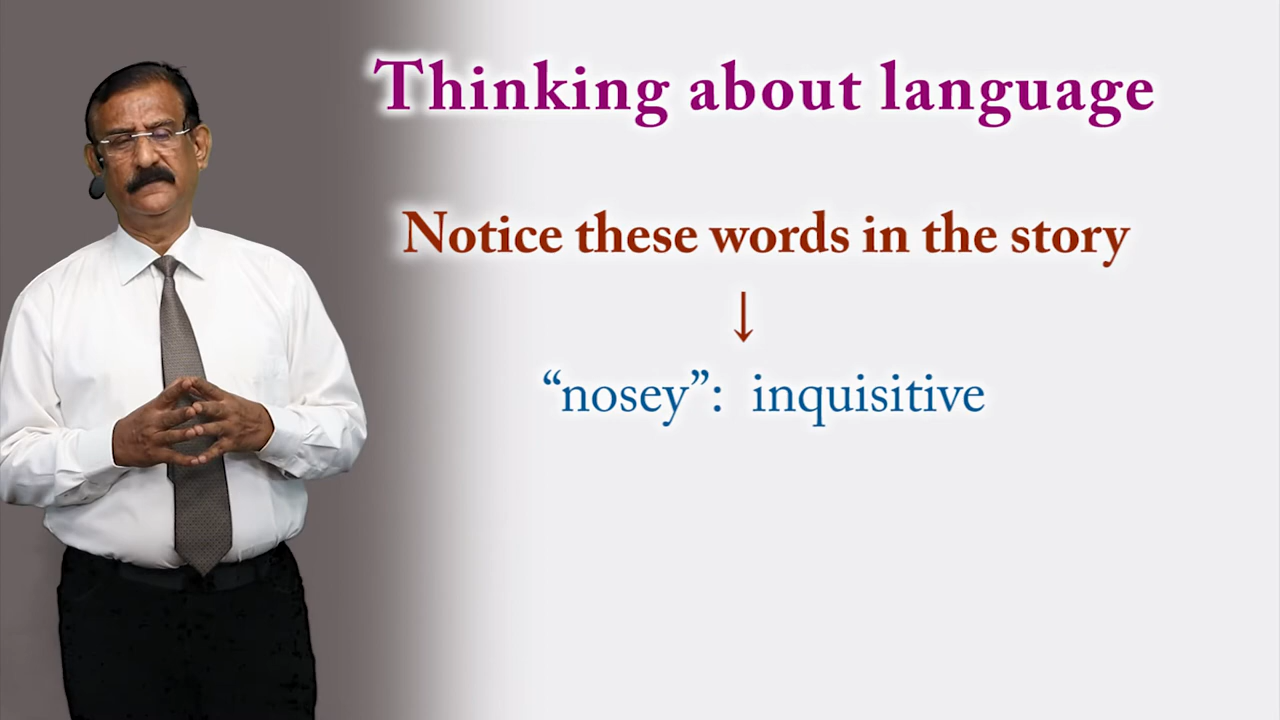 Thinking about language
Notice these words in the story
↓
“nosey”: inquisitive